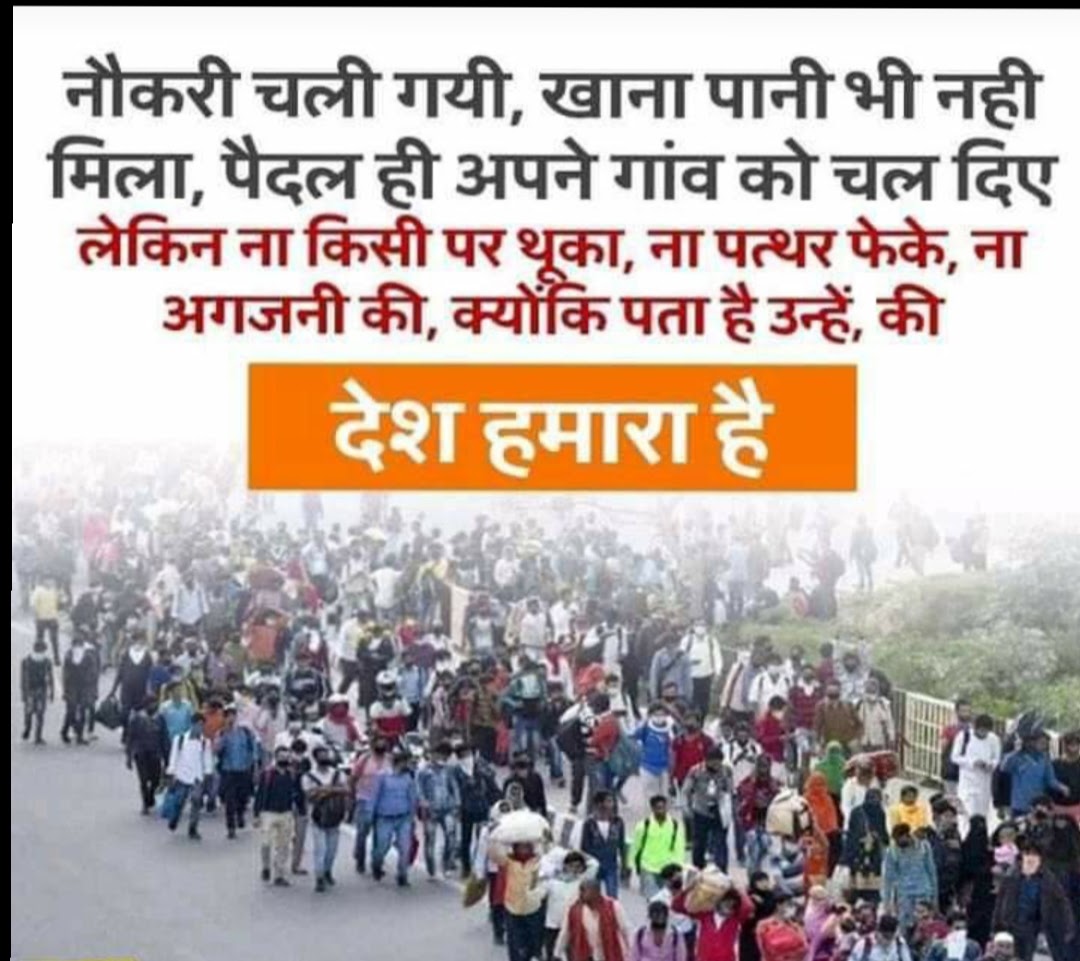 नौकरी चली गयी, खाना पानी भी नही
मिला, पैदल ही अपने गांव को चल दिए
लेकिन ना किसी पर थूका, ना पत्थर फेके, ना
अगजनी की, क्योंकि पता है उन्हें, की
देश हमारा है